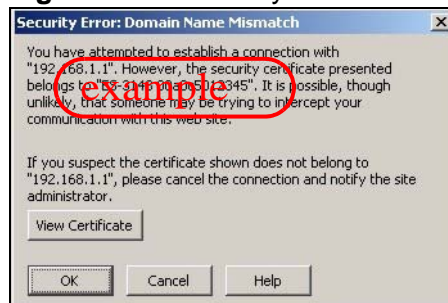 Security Error: Domain Name Mismatch
You have attempted to establish a connection with
"192.168.1.1". However, the security certificate presented
belongs to It is possible, though
unlikely, that someone may be trying to intercept your
communication with this web site.
example
If you suspect the certificate shown does not belong to
"192.168.1.1", please cancel the connection and notify the site
administrator.
View Certificate
OK Cancel Help